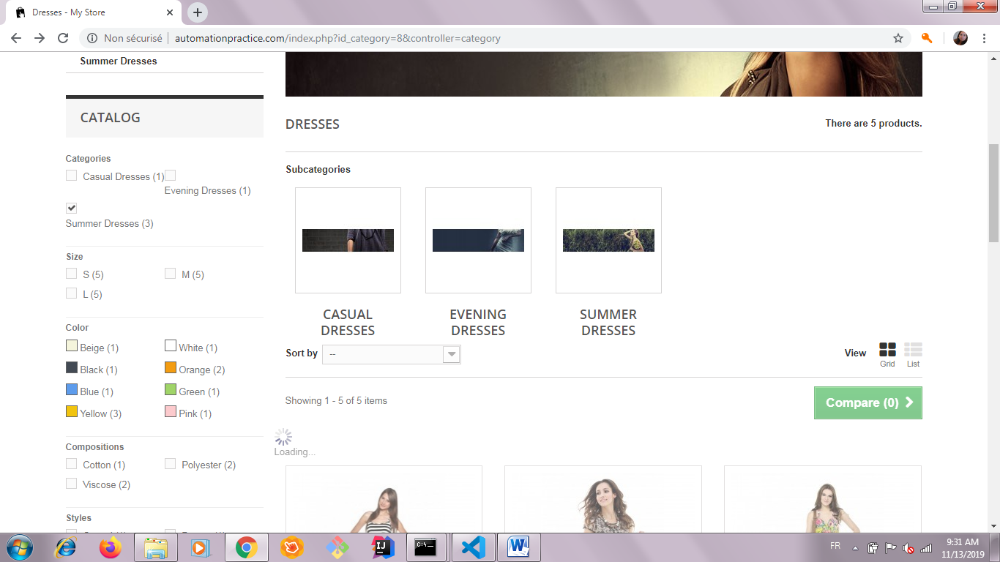 Dresses - My Store
Non sécurisé
automationpractice.com/index.php?id_category=8&controller=category
Summer Dresses
CATALOG
Categories
Casual Dresses (1)
Evening Dresses (1)
Summer Dresses (3)
Size
S (5)
M (5)
L (5)
Color
Beige (1)
White (1)
Black (1)
Orange (2)
Blue (1)
Green (1)
Yellow (3)
Pink (1)
Compositions
Cotton (1)
Polyester (2)
Viscose (2)
Styles
DRESSES
There are 5 products.
Subcategories
CASUAL
DRESSES
EVENING
DRESSES
SUMMER
DRESSES
Sort by
--
View
Grid
List
Showing 1 - 5 of 5 items
Compare (0)
Loading...
IJ
C:\_
W
FR
9:31 AM
11/13/2019